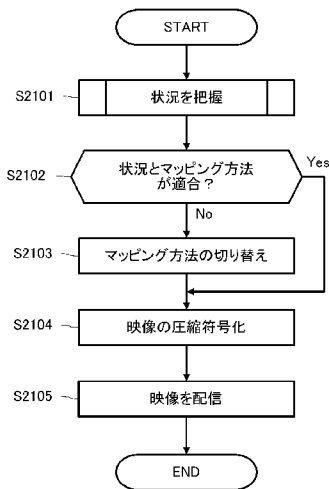 START
S2101
状況を把握
S2102
状況とマッピング方法
が適合？
Yes
No
S2103
マッピング方法の切り替え
S2104
映像の圧縮符号化
S2105
映像を配信
END